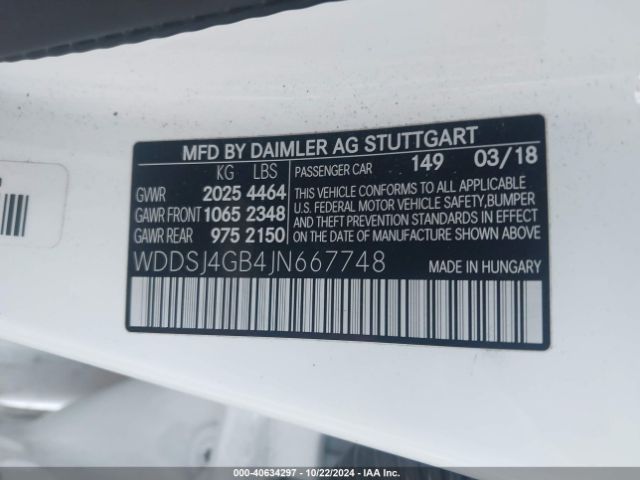 MFD BY DAIMLER AG STUTTGART
KG LBS
GVWR 2025 4464
GAWR FRONT 1065 2348
GAWR REAR 975 2150
PASSENGER CAR 149 03/18
THIS VEHICLE CONFORMS TO ALL APPLICABLE
U.S. FEDERAL MOTOR VEHICLE SAFETY,BUMPER
AND THEFT PREVENTION STANDARDS IN EFFECT
ON THE DATE OF MANUFACTURE SHOWN ABOVE.
WDDSJ4GB4JN667748 MADE IN HUNGARY
© - 40634297 - 10/22/2024 - IAA Inc.